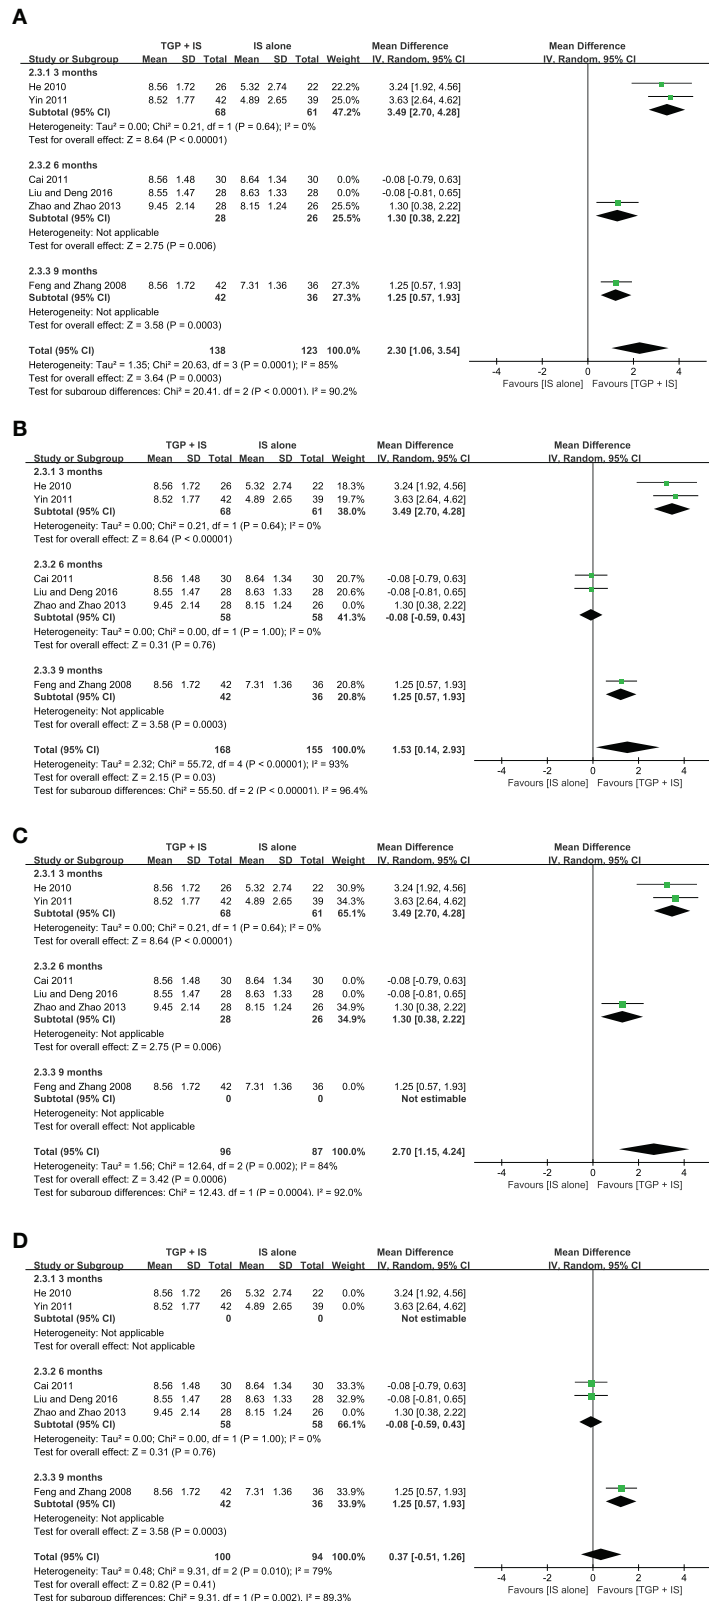 A
TGP + IS IS alone Mean Difference Mean Difference
Study or Subgroup Mean SD Total Mean SD Total Weight IV, Random, 95% CI IV, Random, 95% CI
2.3.1 3 months
He 2010 8.56 1.72 26 5.32 2.74 22 22.2% 3.24 [1.92, 4.56]
Yin 2011 8.52 1.77 42 4.89 2.65 39 25.0% 3.63 [2.64, 4.62]
Subtotal (95% CI) 68 61 47.2% 3.49 [2.70, 4.28]
Heterogeneity: Tau² = 0.00; Chi² = 0.21, df = 1 (P = 0.64); I² = 0%
Test for overall effect: Z = 8.64 (P < 0.00001)
2.3.2 6 months
Cai 2011 8.56 1.48 30 8.64 1.34 30 0.0% -0.08 [-0.79, 0.63]
Liu and Deng 2016 8.55 1.47 28 8.63 1.33 28 0.0% -0.08 [-0.81, 0.65]
Zhao and Zhao 2013 9.45 2.14 28 8.15 1.24 26 25.5% 1.30 [0.38, 2.22]
Subtotal (95% CI) 28 26 25.5% 1.30 [0.38, 2.22]
Heterogeneity: Not applicable
Test for overall effect: Z = 2.75 (P = 0.006)
2.3.3 9 months
Feng and Zhang 2008 8.56 1.72 42 7.31 1.36 36 27.3% 1.25 [0.57, 1.93]
Subtotal (95% CI) 42 36 27.3% 1.25 [0.57, 1.93]
Heterogeneity: Not applicable
Test for overall effect: Z = 3.58 (P = 0.0003)
Total (95% CI) 138 123 100.0% 2.30 [1.06, 3.54]
Heterogeneity: Tau² = 1.35; Chi² = 20.63, df = 3 (P = 0.0001); I² = 85%
-4 -2 0 2 4
Test for overall effect: Z = 3.64 (P = 0.0003)
Favours [IS alone] Favours [TGP + IS]
Test for subgroup differences: Chi² = 20.41, df = 2 (P < 0.0001), I² = 90.2%
B
TGP + IS IS alone Mean Difference Mean Difference
Study or Subgroup Mean SD Total Mean SD Total Weight IV, Random, 95% CI IV, Random, 95% CI
2.3.1 3 months
He 2010 8.56 1.72 26 5.32 2.74 22 18.3% 3.24 [1.92, 4.56]
Yin 2011 8.52 1.77 42 4.89 2.65 39 19.7% 3.63 [2.64, 4.62]
Subtotal (95% CI) 68 61 38.0% 3.49 [2.70, 4.28]
Heterogeneity: Tau² = 0.00; Chi² = 0.21, df = 1 (P = 0.64); I² = 0%
Test for overall effect: Z = 8.64 (P < 0.00001)
2.3.2 6 months
Cai 2011 8.56 1.48 30 8.64 1.34 30 20.7% -0.08 [-0.79, 0.63]
Liu and Deng 2016 8.55 1.47 28 8.63 1.33 28 20.6% -0.08 [-0.81, 0.65]
Zhao and Zhao 2013 9.45 2.14 28 8.15 1.24 26 0.0% 1.30 [0.38, 2.22]
Subtotal (95% CI) 58 58 41.3% -0.08 [-0.59, 0.43]
Heterogeneity: Tau² = 0.00; Chi² = 0.00, df = 1 (P = 1.00); I² = 0%
Test for overall effect: Z = 0.31 (P = 0.76)
2.3.3 9 months
Feng and Zhang 2008 8.56 1.72 42 7.31 1.36 36 20.8% 1.25 [0.57, 1.93]
Subtotal (95% CI) 42 36 20.8% 1.25 [0.57, 1.93]
Heterogeneity: Not applicable
Test for overall effect: Z = 3.58 (P = 0.0003)
Total (95% CI) 168 155 100.0% 1.53 [0.14, 2.93]
Heterogeneity: Tau² = 2.32; Chi² = 55.72, df = 4 (P < 0.00001); I² = 93%
-4 -2 0 2 4
Test for overall effect: Z = 2.15 (P = 0.03)
Favours [IS alone] Favours [TGP + IS]
Test for subgroup differences: Chi² = 55.50, df = 2 (P < 0.00001), I² = 96.4%
C
TGP + IS IS alone Mean Difference Mean Difference
Study or Subgroup Mean SD Total Mean SD Total Weight IV, Random, 95% CI IV, Random, 95% CI
2.3.1 3 months
He 2010 8.56 1.72 26 5.32 2.74 22 30.9% 3.24 [1.92, 4.56]
Yin 2011 8.52 1.77 42 4.89 2.65 39 34.3% 3.63 [2.64, 4.62]
Subtotal (95% CI) 68 61 65.1% 3.49 [2.70, 4.28]
Heterogeneity: Tau² = 0.00; Chi² = 0.21, df = 1 (P = 0.64); I² = 0%
Test for overall effect: Z = 8.64 (P < 0.00001)
2.3.2 6 months
Cai 2011 8.56 1.48 30 8.64 1.34 30 0.0% -0.08 [-0.79, 0.63]
Liu and Deng 2016 8.55 1.47 28 8.63 1.33 28 0.0% -0.08 [-0.81, 0.65]
Zhao and Zhao 2013 9.45 2.14 28 8.15 1.24 26 34.9% 1.30 [0.38, 2.22]
Subtotal (95% CI) 28 26 34.9% 1.30 [0.38, 2.22]
Heterogeneity: Not applicable
Test for overall effect: Z = 2.75 (P = 0.006)
2.3.3 9 months
Feng and Zhang 2008 8.56 1.72 42 7.31 1.36 36 0.0% 1.25 [0.57, 1.93]
Subtotal (95% CI) 0 0 Not estimable
Heterogeneity: Not applicable
Test for overall effect: Not applicable
Total (95% CI) 96 87 100.0% 2.70 [1.15, 4.24]
Heterogeneity: Tau² = 1.56; Chi² = 12.64, df = 2 (P = 0.002); I² = 84%
-4 -2 0 2 4
Test for overall effect: Z = 3.42 (P = 0.0006)
Favours [IS alone] Favours [TGP + IS]
Test for subgroup differences: Chi² = 12.43, df = 1 (P = 0.0004), I² = 92.0%
D
TGP + IS IS alone Mean Difference Mean Difference
Study or Subgroup Mean SD Total Mean SD Total Weight IV, Random, 95% CI IV, Random, 95% CI
2.3.1 3 months
He 2010 8.56 1.72 26 5.32 2.74 22 0.0% 3.24 [1.92, 4.56]
Yin 2011 8.52 1.77 42 4.89 2.65 39 0.0% 3.63 [2.64, 4.62]
Subtotal (95% CI) 0 0 Not estimable
Heterogeneity: Not applicable
Test for overall effect: Not applicable
2.3.2 6 months
Cai 2011 8.56 1.48 30 8.64 1.34 30 33.3% -0.08 [-0.79, 0.63]
Liu and Deng 2016 8.55 1.47 28 8.63 1.33 28 32.9% -0.08 [-0.81, 0.65]
Zhao and Zhao 2013 9.45 2.14 28 8.15 1.24 26 0.0% 1.30 [0.38, 2.22]
Subtotal (95% CI) 58 58 66.1% -0.08 [-0.59, 0.43]
Heterogeneity: Tau² = 0.00; Chi² = 0.00, df = 1 (P = 1.00); I² = 0%
Test for overall effect: Z = 0.31 (P = 0.76)
2.3.3 9 months
Feng and Zhang 2008 8.56 1.72 42 7.31 1.36 36 33.9% 1.25 [0.57, 1.93]
Subtotal (95% CI) 42 36 33.9% 1.25 [0.57, 1.93]
Heterogeneity: Not applicable
Test for overall effect: Z = 3.58 (P = 0.0003)
Total (95% CI) 100 94 100.0% 0.37 [-0.51, 1.26]
Heterogeneity: Tau² = 0.48; Chi² = 9.31, df = 2 (P = 0.010); I² = 79%
-4 -2 0 2 4
Test for overall effect: Z = 0.82 (P = 0.41)
Favours [IS alone] Favours [TGP + IS]
Test for subgroup differences: Chi² = 9.31, df = 1 (P = 0.002), I² = 89.3%